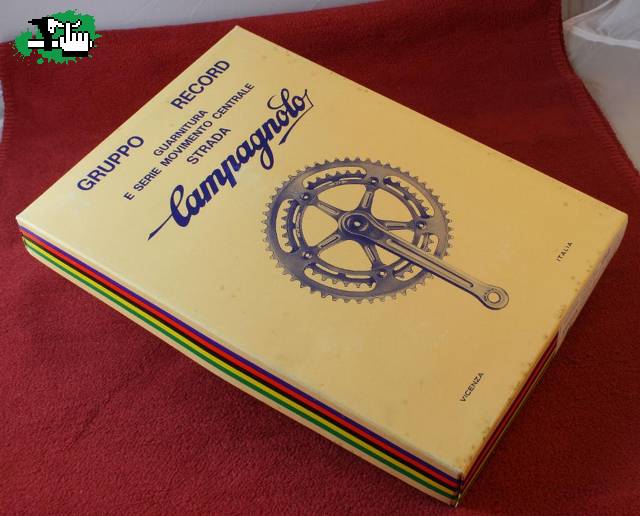 GRUPPO RECORD
GUARNITURA
E SERIE MOVIMENTO CENTRALE
STRADA
Campagnolo
VICENZA
ITALIA